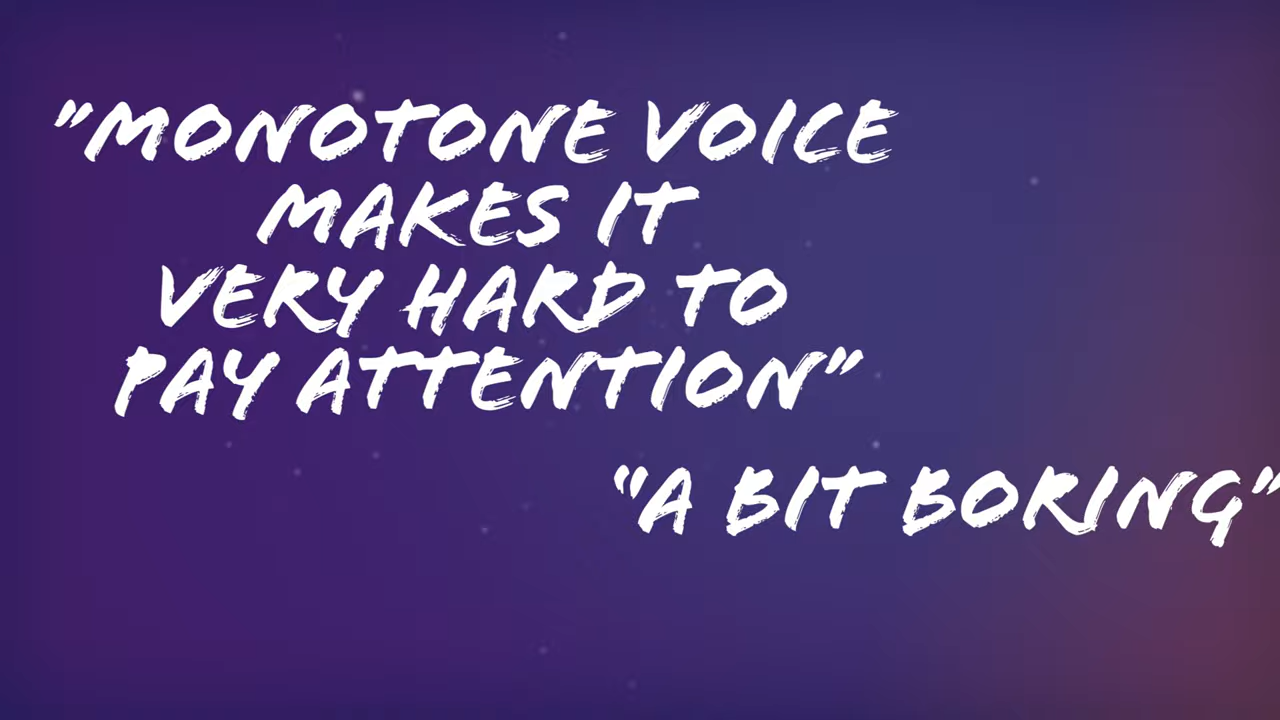 "MONOTONE VOICE
MAKES IT
VERY HARD TO
PAY ATTENTION"
"A BIT BORING"